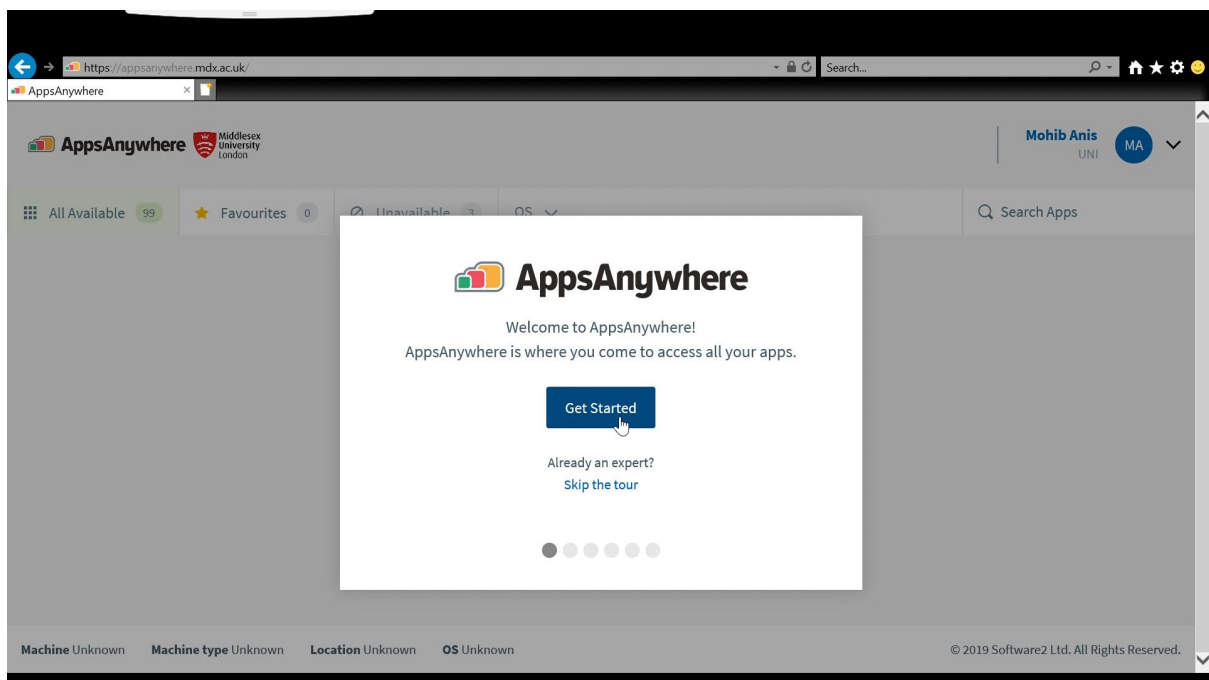 https://appsanywhere.mdx.ac.uk/
Search...
AppsAnywhere
AppsAnywhere Middlesex University London
Mohib Anis
UNI
MA
All Available 99 Favourites 0 Unavailable 3 OS Search Apps
AppsAnywhere
Welcome to AppsAnywhere!
AppsAnywhere is where you come to access all your apps.
Get Started
Already an expert?
Skip the tour
Machine Unknown Machine type Unknown Location Unknown OS Unknown © 2019 Software2 Ltd. All Rights Reserved.